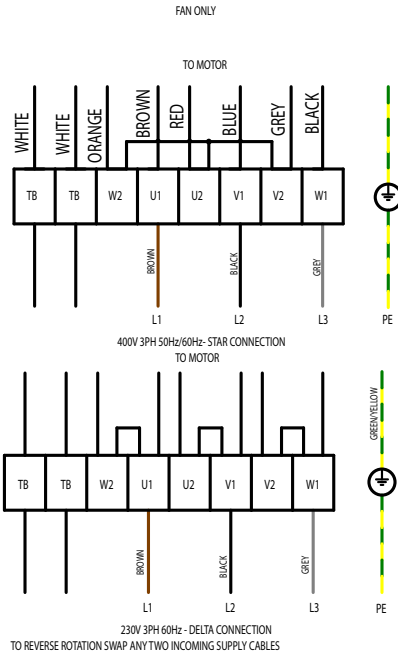 FAN ONLY
TO MOTOR
WHITE WHITE ORANGE BROWN RED BLUE GREY BLACK
TB TB W2 U1 U2 V1 V2 W1
BROWN BLACK GREY
L1 L2 L3 PE
400V 3PH 50Hz/60Hz- STAR CONNECTION
TO MOTOR
GREEN/YELLOW
TB TB W2 U1 U2 V1 V2 W1
BROWN BLACK GREY
L1 L2 L3 PE
230V 3PH 60Hz - DELTA CONNECTION
TO REVERSE ROTATION SWAP ANY TWO INCOMING SUPPLY CABLES